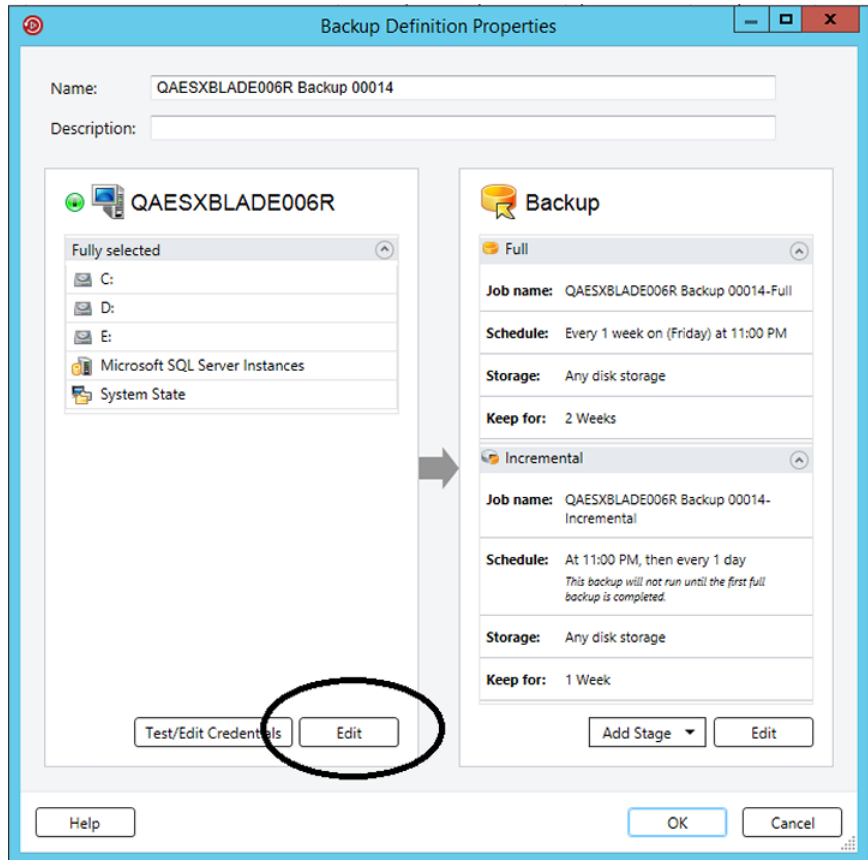 Backup Definition Properties
Name: QAESXBLADE006R Backup 00014
Description:
QAESXBLADE006R
Fully selected
C:
D:
E:
Microsoft SQL Server Instances
System State
Test/Edit Credentials Edit
Backup
Full
Job name: QAESXBLADE006R Backup 00014-Full
Schedule: Every 1 week on (Friday) at 11:00 PM
Storage: Any disk storage
Keep for: 2 Weeks
Incremental
Job name: QAESXBLADE006R Backup 00014-
Incremental
Schedule: At 11:00 PM, then every 1 day
This backup will not run until the first full
backup is completed.
Storage: Any disk storage
Keep for: 1 Week
Add Stage Edit
Help OK Cancel